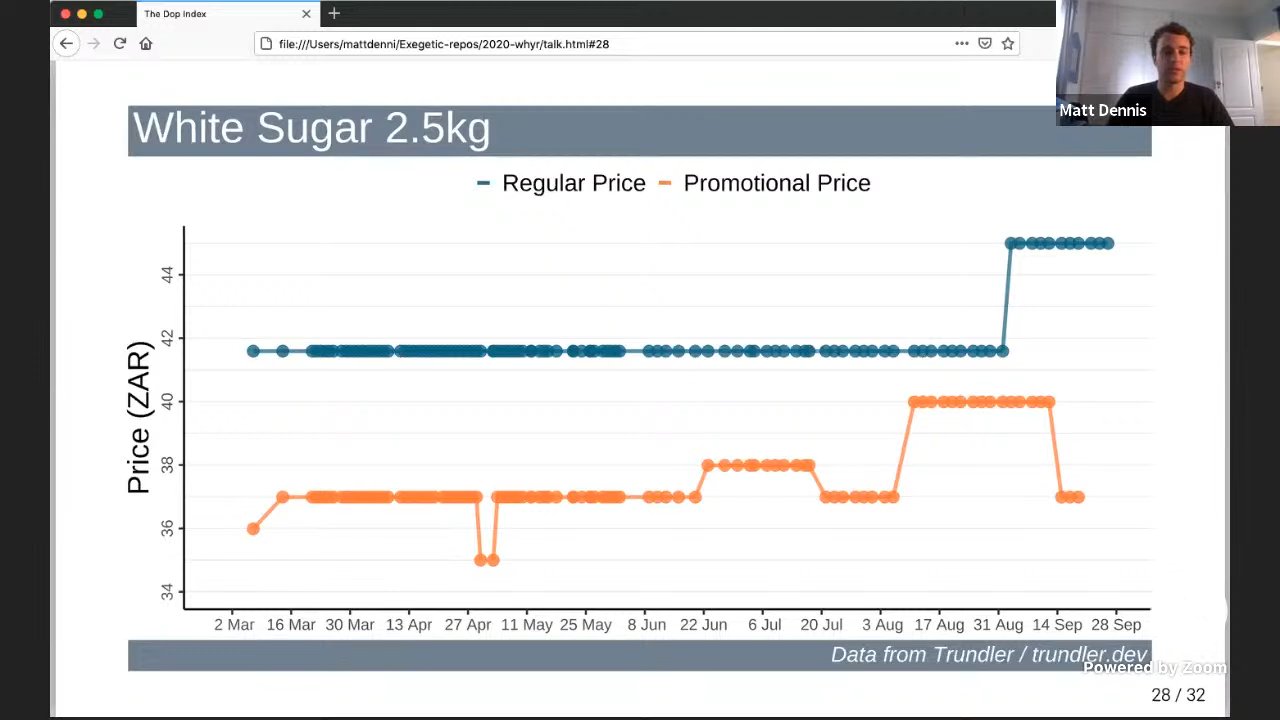 The Dop Index
file:///Users/mattdenni/Exegetic-repos/2020-whyr/talk.html#28
Matt Dennis
White Sugar 2.5kg
Regular Price Promotional Price
Price (ZAR)
44
42
40
38
36
34
2 Mar 16 Mar 30 Mar 13 Apr 27 Apr 11 May 25 May 8 Jun 22 Jun 6 Jul 20 Jul 3 Aug 17 Aug 31 Aug 14 Sep 28 Sep
Data from Trundler / trundler.dev
Powered by Zoom
28 / 32